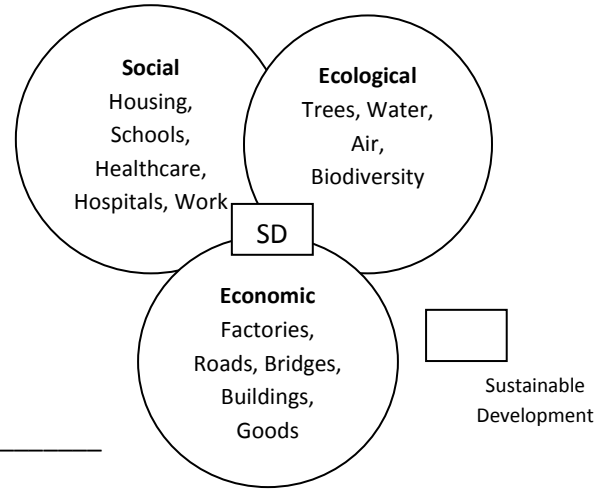 Social
Housing,
Schools,
Healthcare,
Hospitals, Work
Ecological
Trees, Water,
Air,
Biodiversity
SD
Economic
Factories,
Roads, Bridges,
Buildings,
Goods
Sustainable
Development